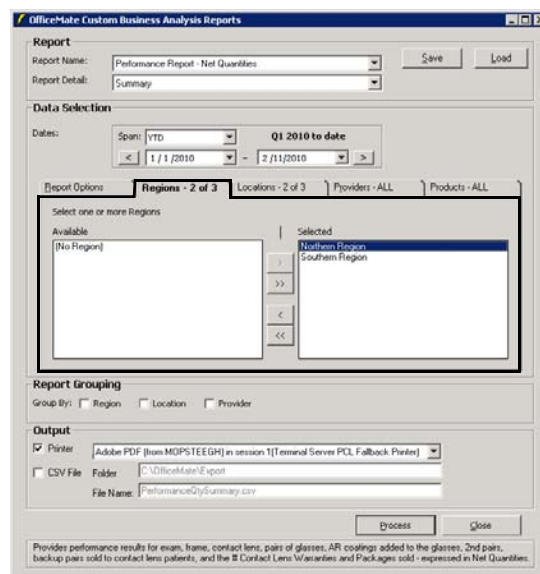 OfficeMate Custom Business Analysis Reports
Report
Report Name: Performance Report - Net Quantities Save Load
Report Detail: Summary
Data Selection
Dates: Span: YTD Q1 2010 to date
< 1 / 1 /2010 - 2 /11/2010 >
Report Options Regions - 2 of 3 Locations - 2 of 3 Providers - ALL Products - ALL
Select one or more Regions
Available | Selected
(No Region) Northern Region
Southern Region
>
>>
<
<<
Report Grouping
Group By: Region Location Provider
Output
Printer Adobe PDF (from MOPSTEEGH) in session 1(Terminal Server PCL Fallback Printer)
CSV File Folder C:\OfficeMate\Export
File Name: PerformanceQtySummary.csv
Process Close
Provides performance results for exam, frame, contact lens, pairs of glasses, AR coatings added to the glasses, 2nd pairs,
backup pairs sold to contact lens patients, and the # Contact Lens Warranties and Packages sold - expressed in Net Quantities.